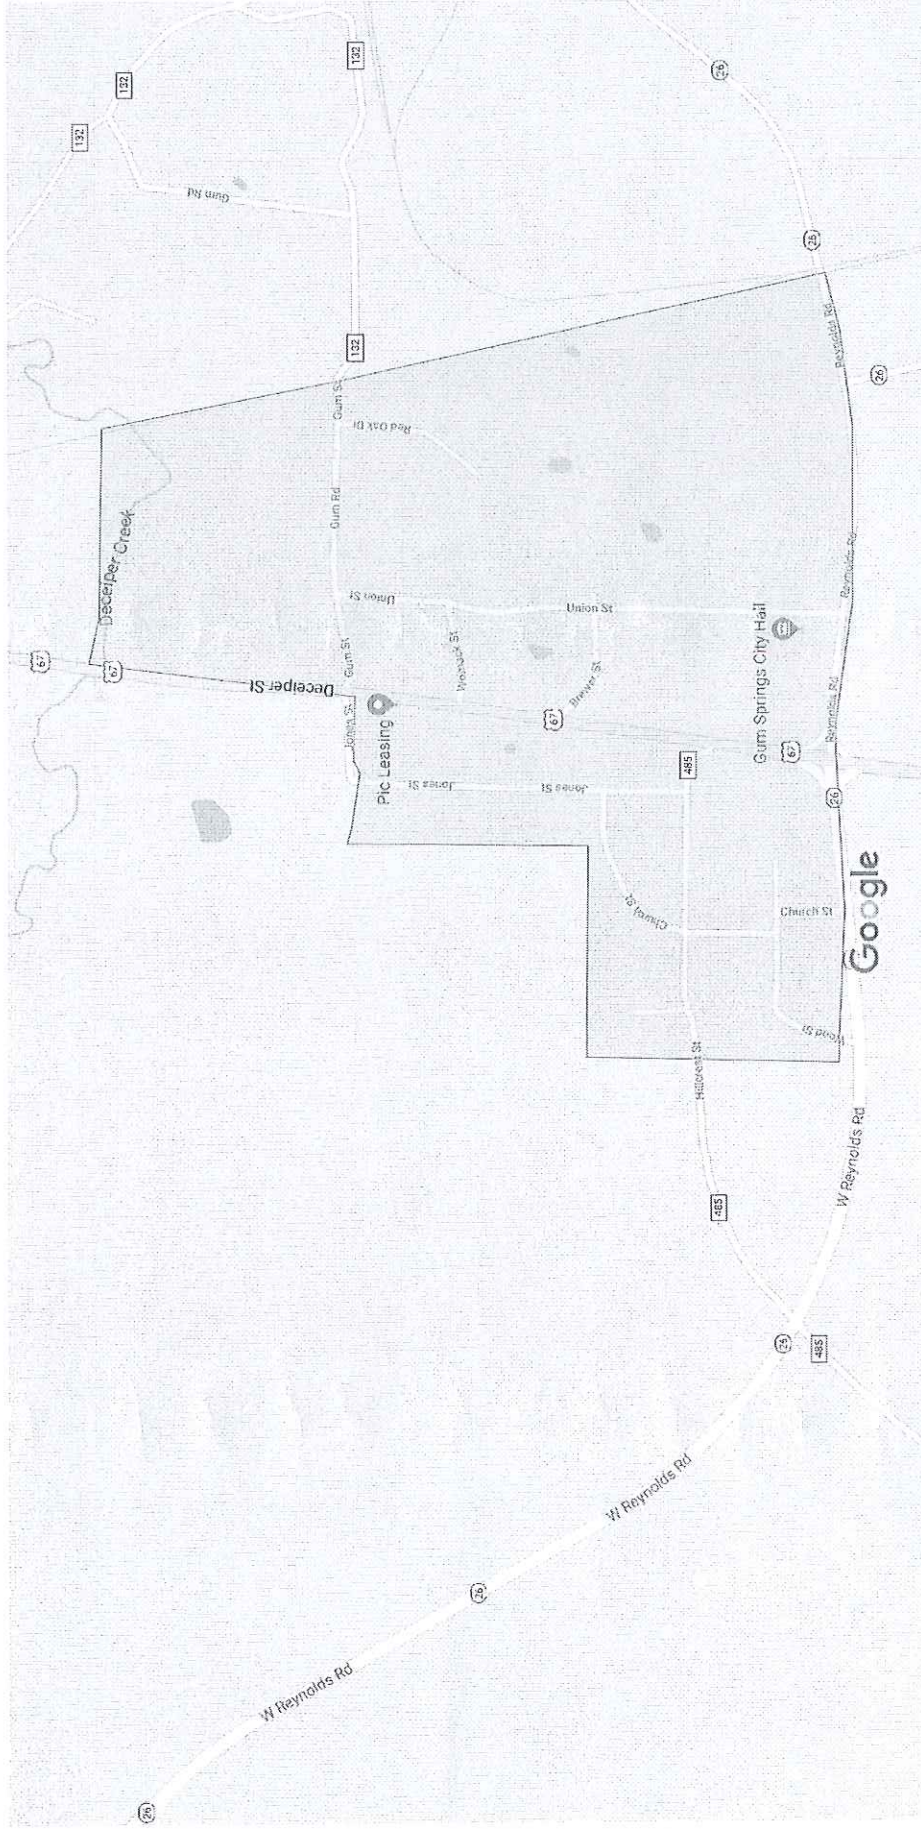 132
132
132
Gum Rd
26
26
26
132
Gum St
Red Oak Dr
Gum Rd
Deceiper Creek
Union St
Union St
67
67
Gum St
Deceiper St
Jones St
Pic Leasing
Brewer St
67
Gum Springs City Hall
67
Reynolds Rd
Reynolds Rd
Reynolds Rd
Jones St
Jones St
485
26
Church St
Google
Hillcrest St
485
W Reynolds Rd
26
485
W Reynolds Rd
26
W Reynolds Rd
26